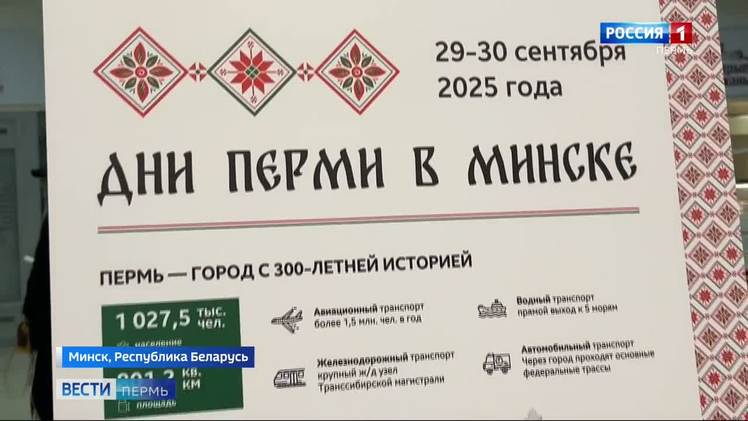 РОССИЯ 1
ПЕРМЬ
29-30 сентября
2025 года
ДНИ ПЕРМИ В МИНСКЕ
ПЕРМЬ — ГОРОД С 300-ЛЕТНЕЙ ИСТОРИЕЙ
1 027,5 ТЫС. ЧЕЛ.
население
Авиационный транспорт
более 1,5 млн. чел. в год
Водный транспорт
прямой выход к 5 морям
Железнодорожный транспорт
крупный ж/д узел
Транссибирской магистрали
Автомобильный транспорт
Через город проходят основные
федеральные трассы
Минск, Республика Беларусь
КВ.
КМ
площадь
ВЕСТИ ПЕРМЬ